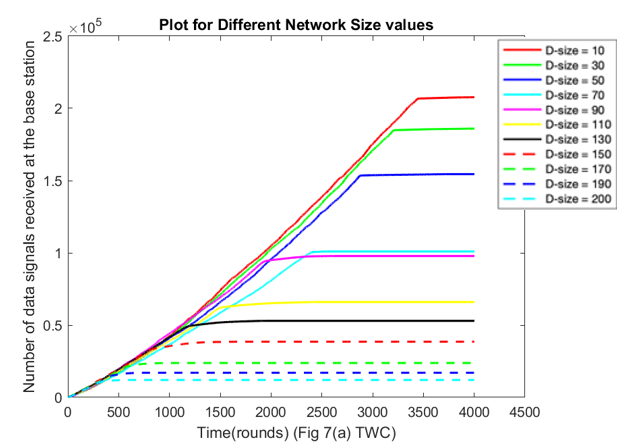 Plot for Different Network Size values
×10^5
Number of data signals received at the base station
2.5
2
1.5
1
0.5
0
0 500 1000 1500 2000 2500 3000 3500 4000 4500
Time(rounds) (Fig 7(a) TWC)
D-size = 10
D-size = 30
D-size = 50
D-size = 70
D-size = 90
D-size = 110
D-size = 130
D-size = 150
D-size = 170
D-size = 190
D-size = 200